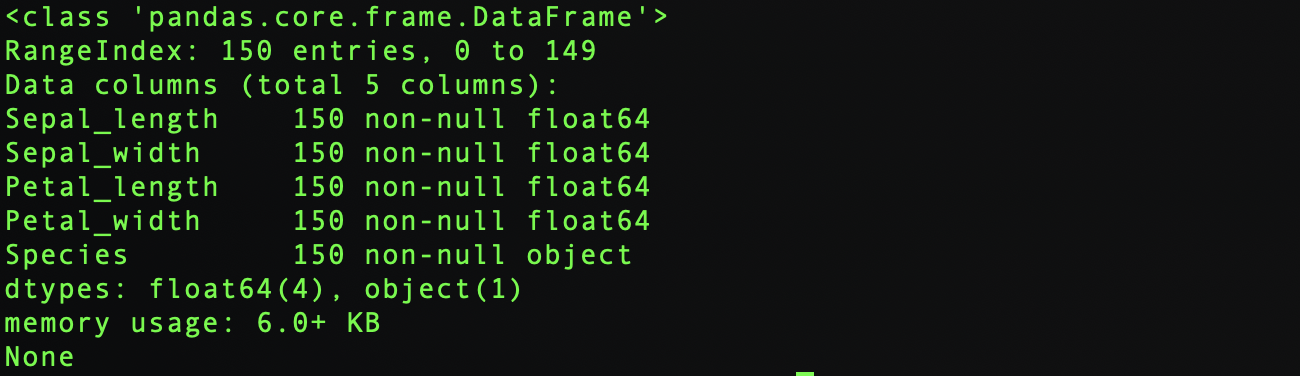 <class 'pandas.core.frame.DataFrame'>
RangeIndex: 150 entries, 0 to 149
Data columns (total 5 columns):
Sepal_length    150 non-null float64
Sepal_width     150 non-null float64
Petal_length    150 non-null float64
Petal_width     150 non-null float64
Species         150 non-null object
dtypes: float64(4), object(1)
memory usage: 6.0+ KB
None